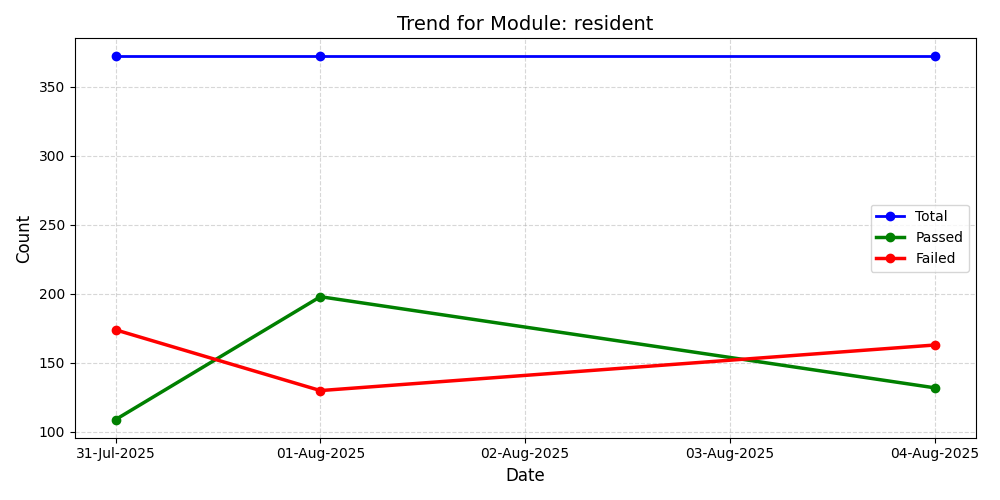 Trend for Module: resident
Count
350
300
250
200
150
100
Total
Passed
Failed
31-Jul-2025 01-Aug-2025 02-Aug-2025 03-Aug-2025 04-Aug-2025
Date